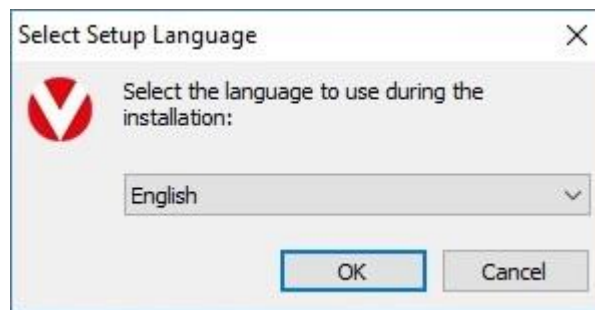 Select Setup Language
Select the language to use during the
installation:
English
OK
Cancel